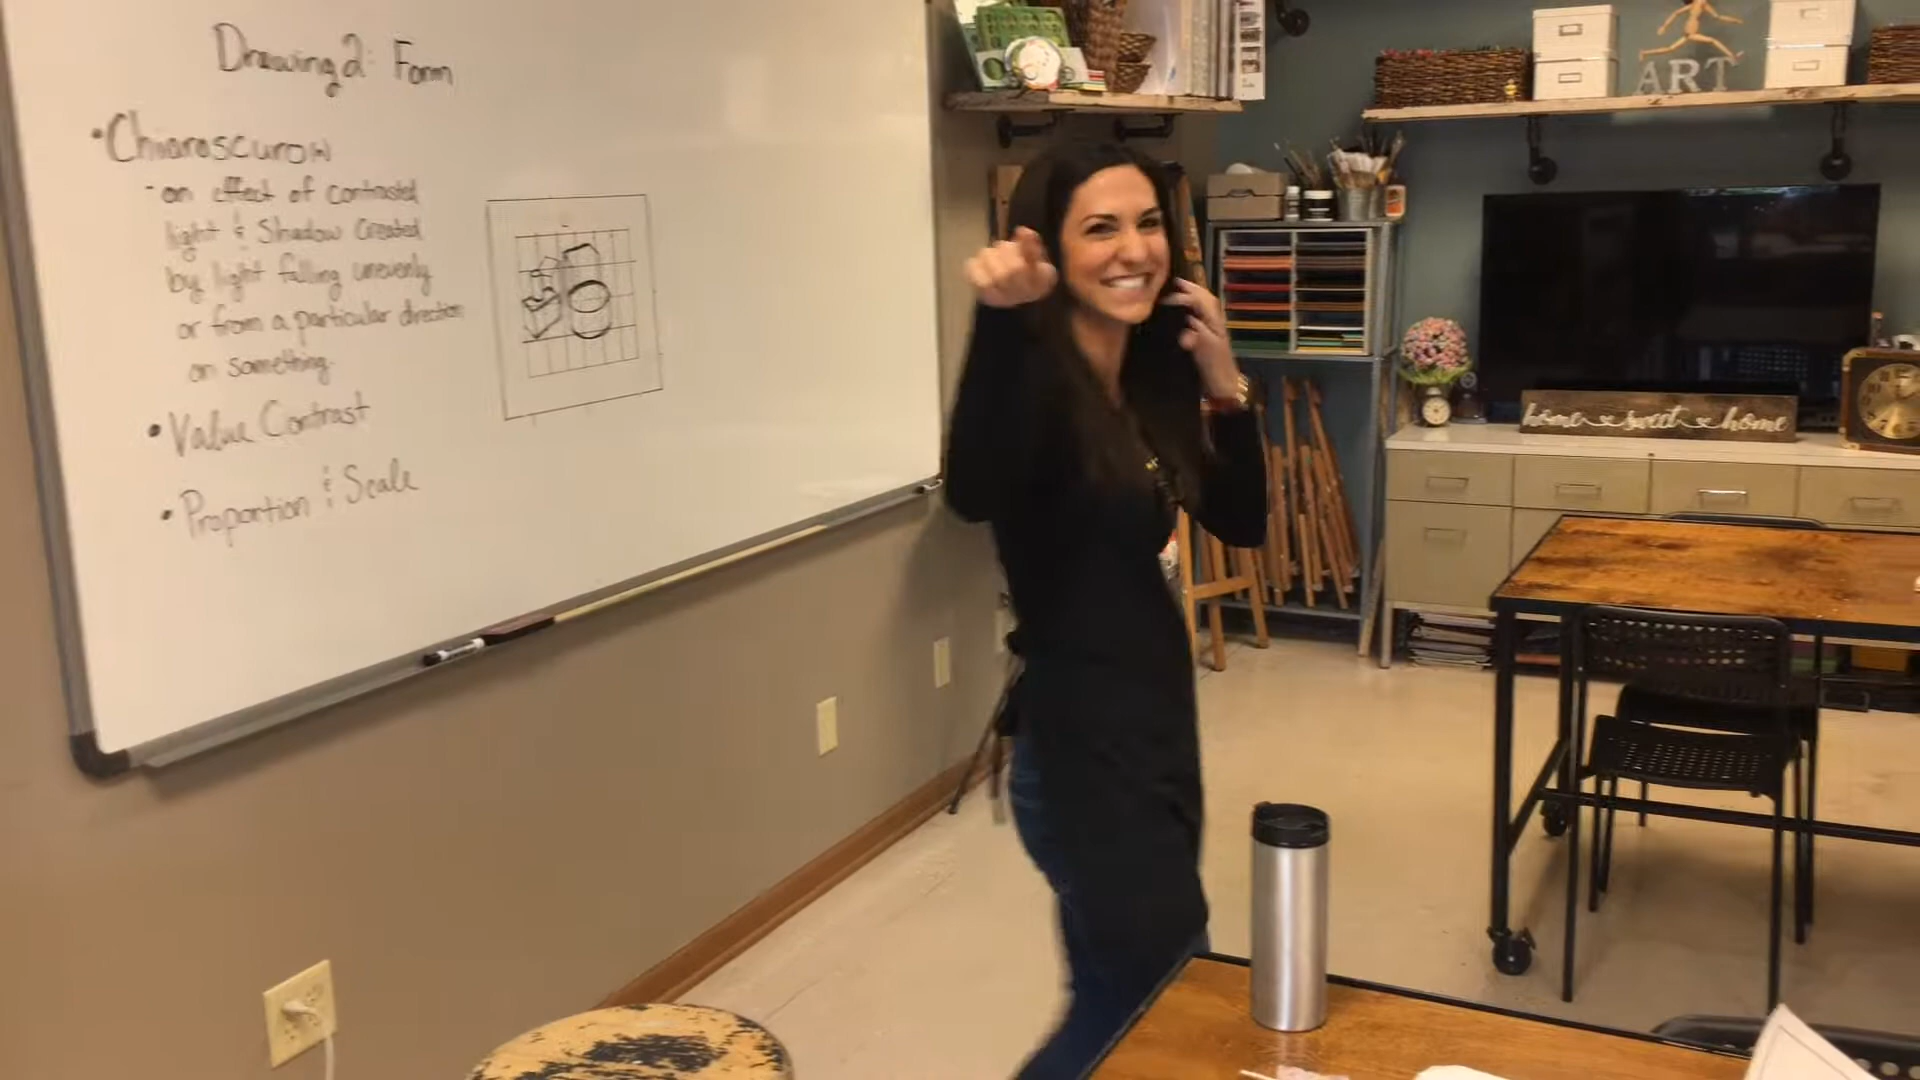 Drawing 2: Form
• Chiaroscurow
- an effect of contrasted
light & Shadow created
by light falling unevenly
or from a particular direction
on something.
• Value Contrast
• Proportion & Scale
ART
home sweet home